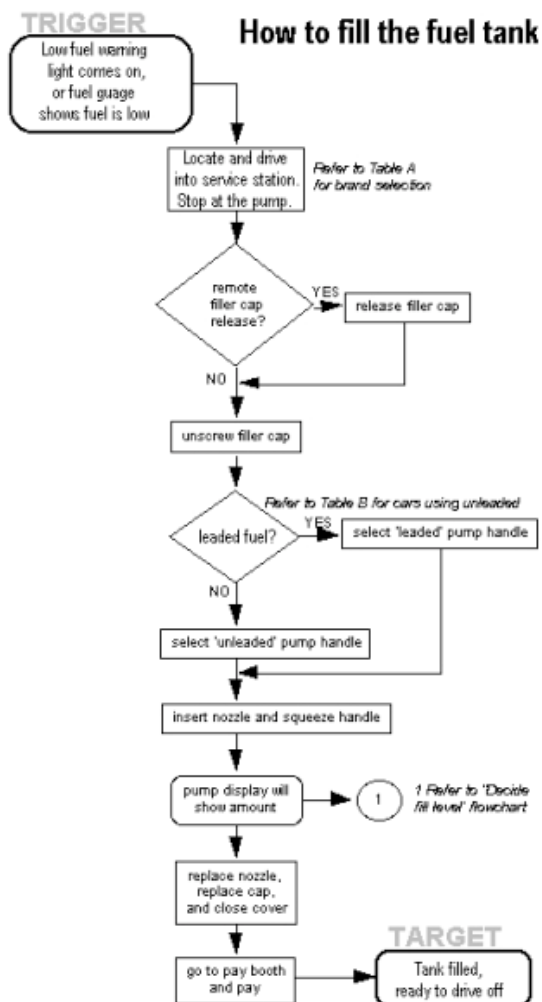 TRIGGER
How to fill the fuel tank
Low fuel warning
light comes on,
or fuel guage
shows fuel is low
Locate and drive
into service station.
Stop at the pump.
Refer to Table A
for brand selection
remote
filler cap
release?
YES
release filler cap
NO
unscrew filler cap
Refer to Table B for cars using unleaded
leaded fuel?
YES
select 'leaded' pump handle
NO
select 'unleaded' pump handle
insert nozzle and squeeze handle
pump display will
show amount
1
1 Refer to 'Decide
fill level' flowchart
replace nozzle,
replace cap,
and close cover
TARGET
go to pay booth
and pay
Tank filled,
ready to drive off